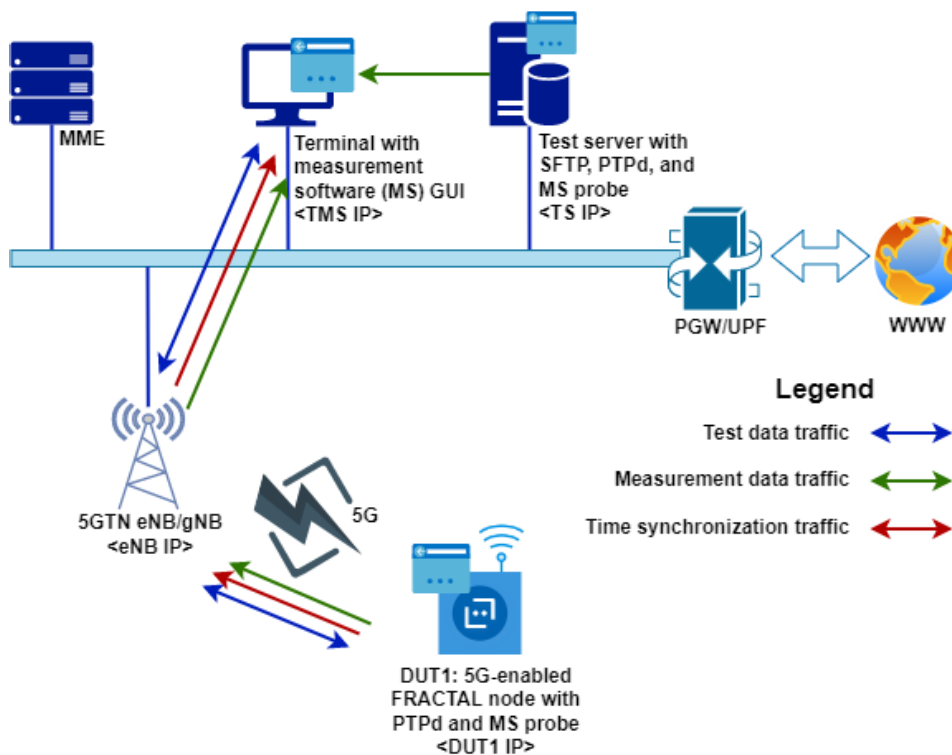 MME
Terminal with
measurement
software (MS) GUI
<TMS IP>
Test server with
SFTP, PTPd, and
MS probe
<TS IP>
PGW/UPF
WWW
Legend
Test data traffic
Measurement data traffic
Time synchronization traffic
5GTN eNB/gNB
<eNB IP>
5G
DUT1: 5G-enabled
FRACTAL node with
PTPd and MS probe
<DUT1 IP>